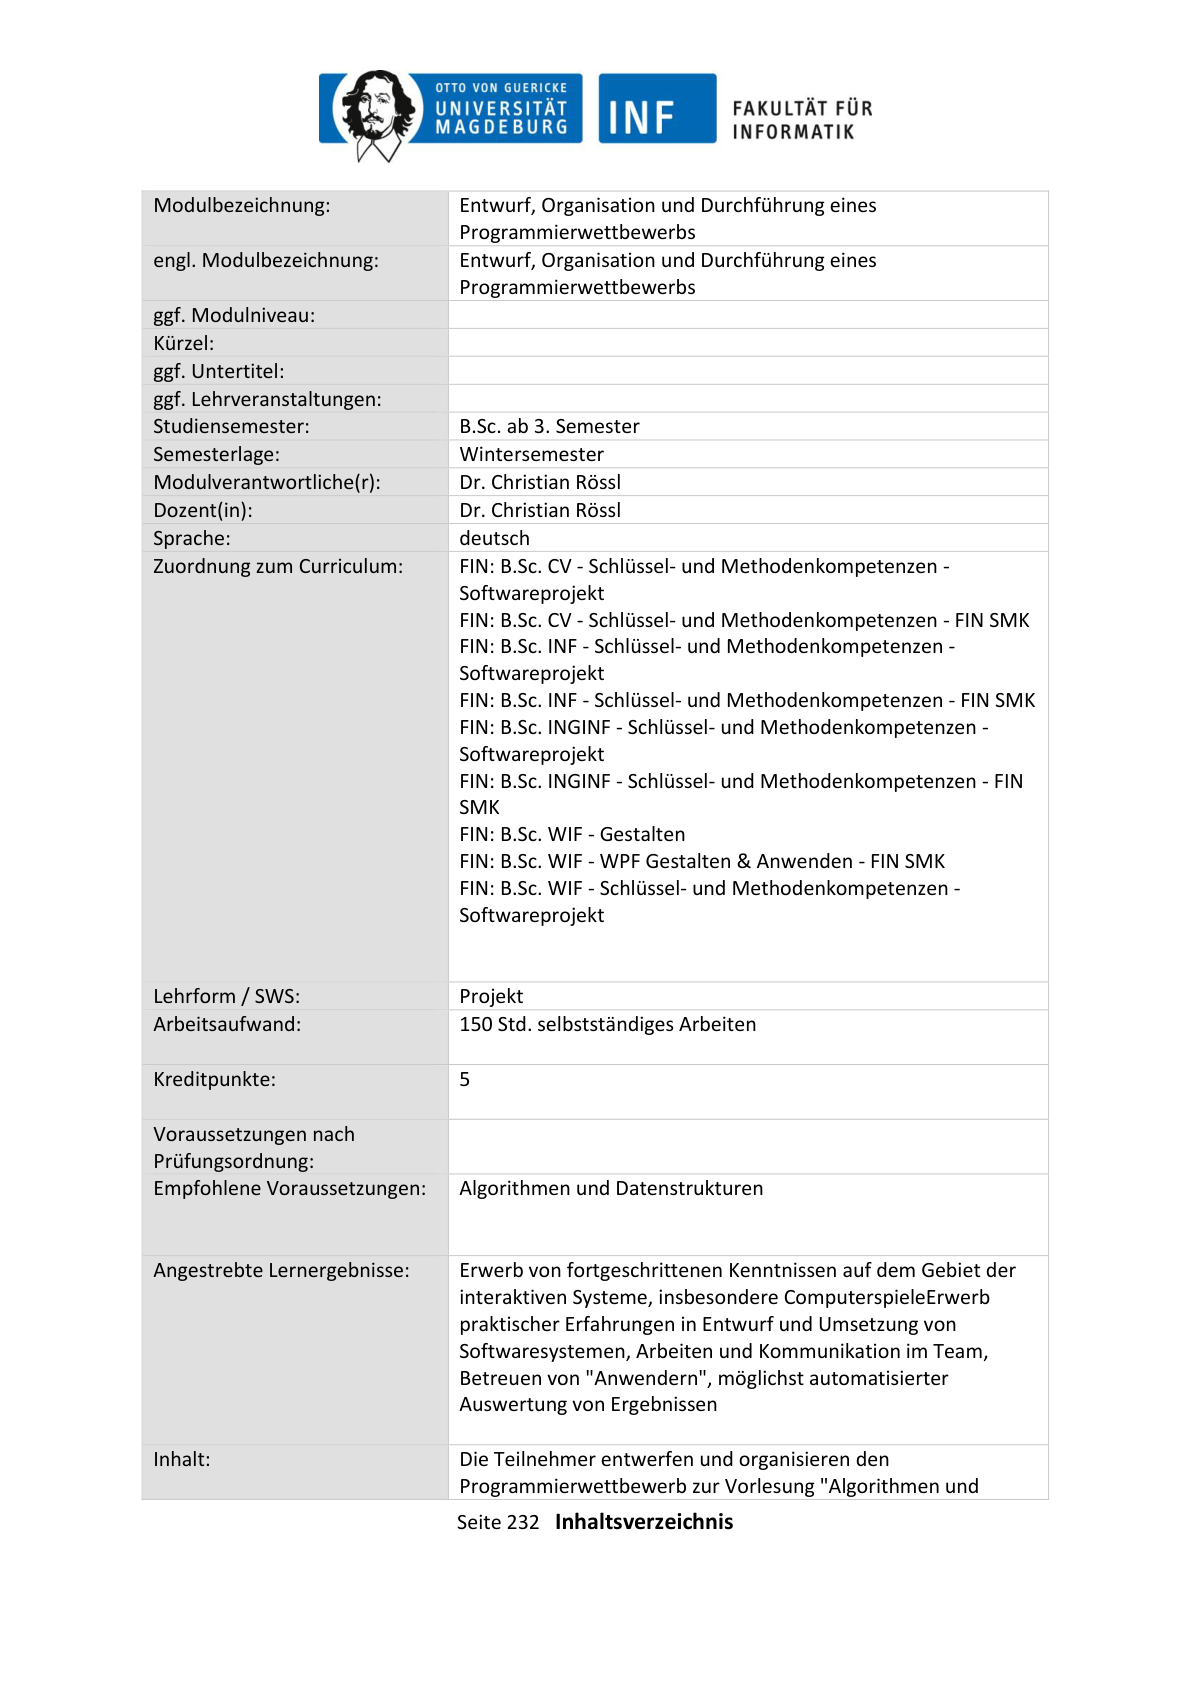 OTTO VON GUERICKE
UNIVERSITÄT
MAGDEBURG
INF
FAKULTÄT FÜR
INFORMATIK
Modulbezeichnung:
Entwurf, Organisation und Durchführung eines
Programmierwettbewerbs
engl. Modulbezeichnung:
Entwurf, Organisation und Durchführung eines
Programmierwettbewerbs
ggf. Modulniveau:
Kürzel:
ggf. Untertitel:
ggf. Lehrveranstaltungen:
Studiensemester:
B.Sc. ab 3. Semester
Semesterlage:
Wintersemester
Modulverantwortliche(r):
Dr. Christian Rössl
Dozent(in):
Dr. Christian Rössl
Sprache:
deutsch
Zuordnung zum Curriculum:
FIN: B.Sc. CV - Schlüssel- und Methodenkompetenzen -
Softwareprojekt
FIN: B.Sc. CV - Schlüssel- und Methodenkompetenzen - FIN SMK
FIN: B.Sc. INF - Schlüssel- und Methodenkompetenzen -
Softwareprojekt
FIN: B.Sc. INF - Schlüssel- und Methodenkompetenzen - FIN SMK
FIN: B.Sc. INGINF - Schlüssel- und Methodenkompetenzen -
Softwareprojekt
FIN: B.Sc. INGINF - Schlüssel- und Methodenkompetenzen - FIN
SMK
FIN: B.Sc. WIF - Gestalten
FIN: B.Sc. WIF - WPF Gestalten & Anwenden - FIN SMK
FIN: B.Sc. WIF - Schlüssel- und Methodenkompetenzen -
Softwareprojekt
Lehrform / SWS:
Projekt
Arbeitsaufwand:
150 Std. selbstständiges Arbeiten
Kreditpunkte:
5
Voraussetzungen nach
Prüfungsordnung:
Empfohlene Voraussetzungen:
Algorithmen und Datenstrukturen
Angestrebte Lernergebnisse:
Erwerb von fortgeschrittenen Kenntnissen auf dem Gebiet der
interaktiven Systeme, insbesondere ComputerspieleErwerb
praktischer Erfahrungen in Entwurf und Umsetzung von
Softwaresystemen, Arbeiten und Kommunikation im Team,
Betreuen von "Anwendern", möglichst automatisierter
Auswertung von Ergebnissen
Inhalt:
Die Teilnehmer entwerfen und organisieren den
Programmierwettbewerb zur Vorlesung "Algorithmen und
Seite 232 Inhaltsverzeichnis